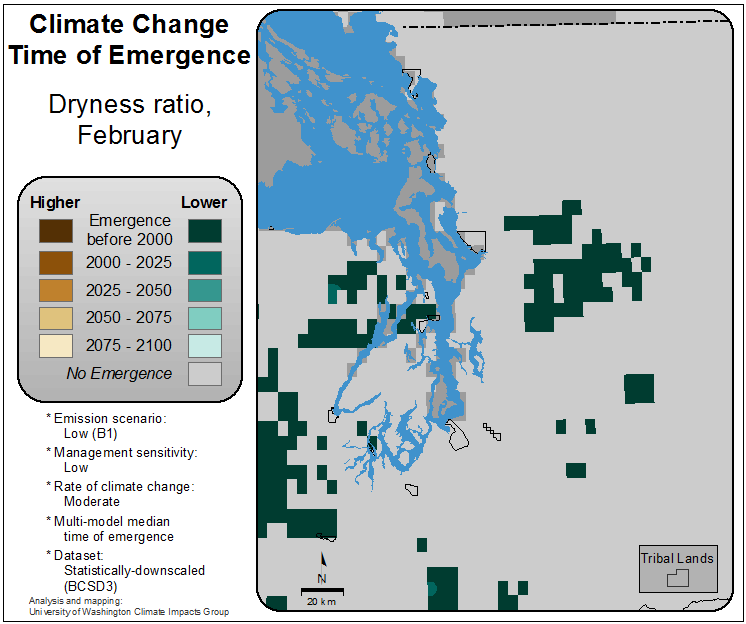 Climate Change
Time of Emergence
Dryness ratio,
February
Higher
Lower
Emergence
before 2000
2000 - 2025
2025 - 2050
2050 - 2075
2075 - 2100
No Emergence
* Emission scenario:
Low (B1)
* Management sensitivity:
Low
* Rate of climate change:
Moderate
* Multi-model median
time of emergence
* Dataset:
Statistically-downscaled
(BCSD3)
Analysis and mapping:
University of Washington Climate Impacts Group
N
20 km
Tribal Lands